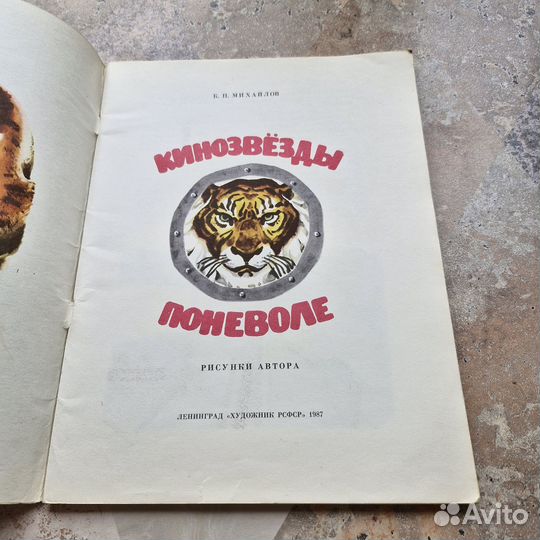 К. П. МИХАЙЛОВ
КИНОЗВЁЗДЫ
ПОНЕВОЛЕ
РИСУНКИ АВТОРА
ЛЕНИНГРАД «ХУДОЖНИК РСФСР» 1987
Avito